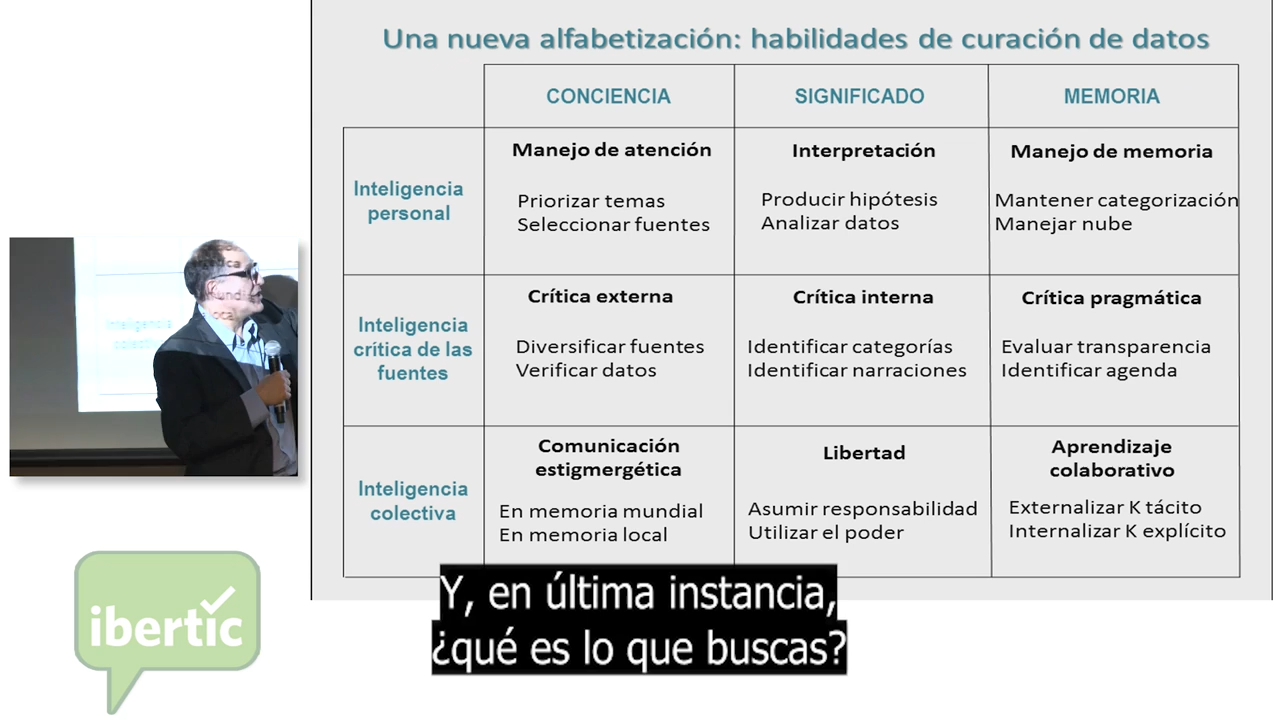 Una nueva alfabetización: habilidades de curación de datos
CONCIENCIA
SIGNIFICADO
MEMORIA
Inteligencia
personal
Manejo de atención
Priorizar temas
Seleccionar fuentes
Interpretación
Producir hipótesis
Analizar datos
Manejo de memoria
Mantener categorización
Manejar nube
Inteligencia
crítica de las
fuentes
Crítica externa
Diversificar fuentes
Verificar datos
Crítica interna
Identificar categorías
Identificar narraciones
Crítica pragmática
Evaluar transparencia
Identificar agenda
Inteligencia
colectiva
Comunicación
estigmergética
En memoria mundial
En memoria local
Libertad
Asumir responsabilidad
Utilizar el poder
Aprendizaje
colaborativo
Externalizar K tácito
Internalizar K explícito
ibertic
Y, en última instancia,
¿qué es lo que buscas?